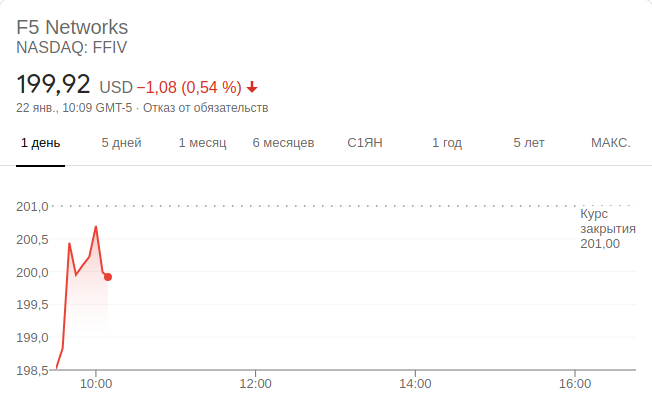 F5 Networks
NASDAQ: FFIV
199,92 USD −1,08 (0,54 %)
22 янв., 10:09 GMT-5 · Отказ от обязательств
1 день 5 дней 1 месяц 6 месяцев С1ЯН 1 год 5 лет МАКС.
201,0
Курс
закрытия
201,00
200,5
200,0
199,5
199,0
198,5
10:00 12:00 14:00 16:00